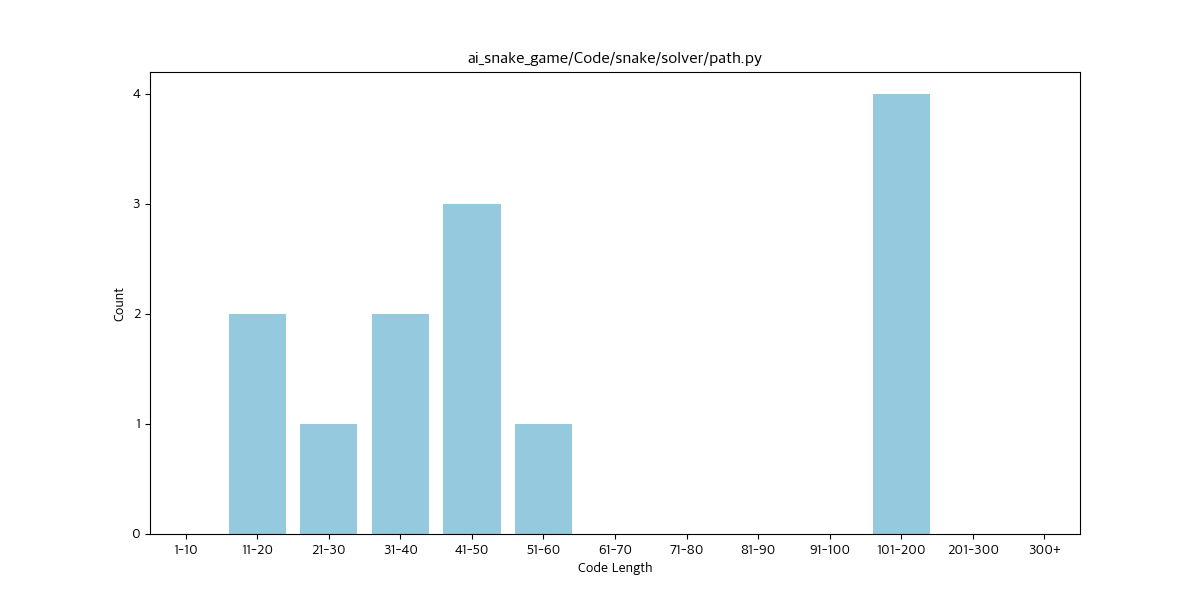 ai_snake_game/Code/snake/solver/path.py
4
3
2
1
0
Count
1-10 11-20 21-30 31-40 41-50 51-60 61-70 71-80 81-90 91-100 101-200 201-300 300+
Code Length